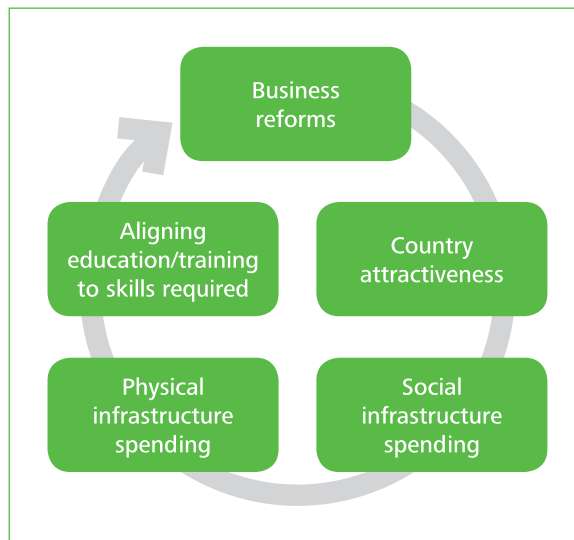 Business
reforms
Country
attractiveness
Social
infrastructure
spending
Physical
infrastructure
spending
Aligning
education/training
to skills required